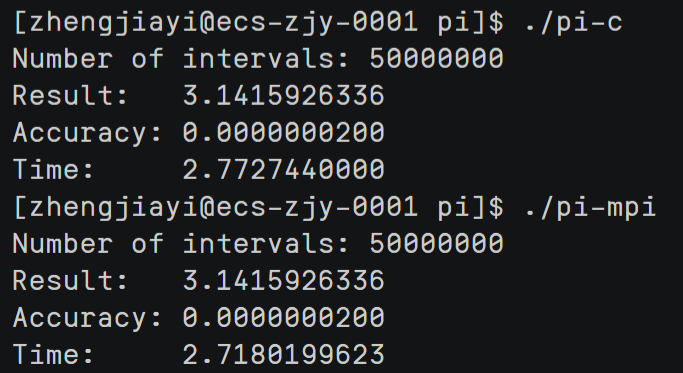 [zhengjiayi@ecs-zjy-0001 pi]$ ./pi-c
Number of intervals: 50000000
Result:   3.1415926336
Accuracy: 0.0000000200
Time:     2.7727440000
[zhengjiayi@ecs-zjy-0001 pi]$ ./pi-mpi
Number of intervals: 50000000
Result:   3.1415926336
Accuracy: 0.0000000200
Time:     2.7180199623